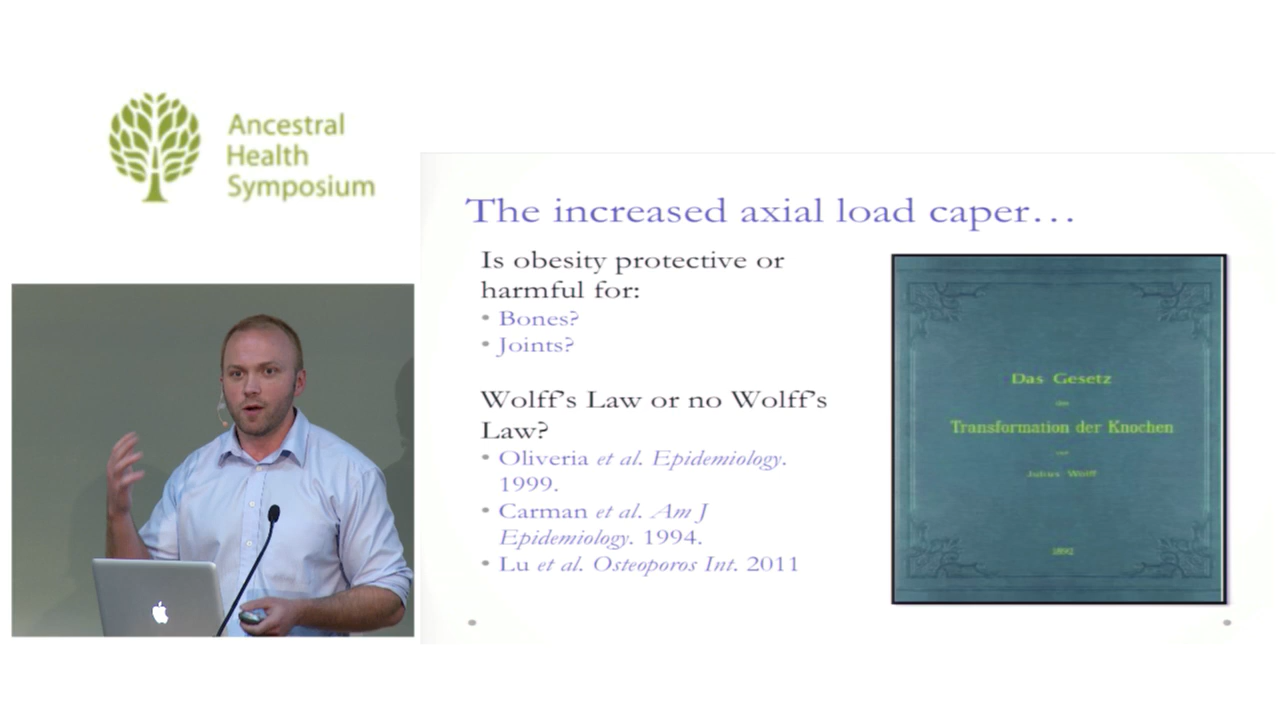 Ancestral
Health
Symposium
The increased axial load caper…
Is obesity protective or
harmful for:
• Bones?
• Joints?
Wolff's Law or no Wolff's
Law?
• Oliveria et al. Epidemiology.
1999.
• Carman et al. Am J
Epidemiology. 1994.
• Lu et al. Osteoporos Int. 2011
Das Gesetz
der
Transformation der Knochen
von
Julius Wolff
1892